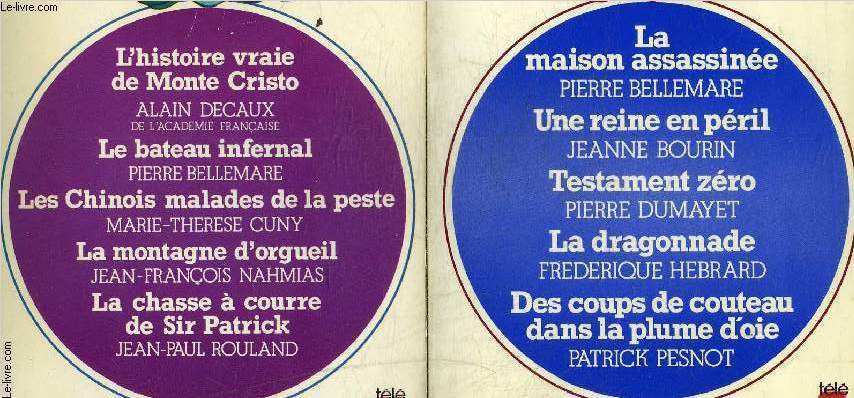 Le-livre.com
L'histoire vraie
de Monte Cristo
ALAIN DECAUX
DE L'ACADEMIE FRANÇAISE
Le bateau infernal
PIERRE BELLEMARE
Les Chinois malades de la peste
MARIE-THERESE CUNY
La montagne d'orgueil
JEAN-FRANÇOIS NAHMIAS
La chasse à courre
de Sir Patrick
JEAN-PAUL ROULAND
télé
Le-livre.com
La
maison assassinée
PIERRE BELLEMARE
Une reine en péril
JEANNE BOURIN
Testament zéro
PIERRE DUMAYET
La dragonnade
FREDERIQUE HEBRARD
Des coups de couteau
dans la plume d'oie
PATRICK PESNOT
télé